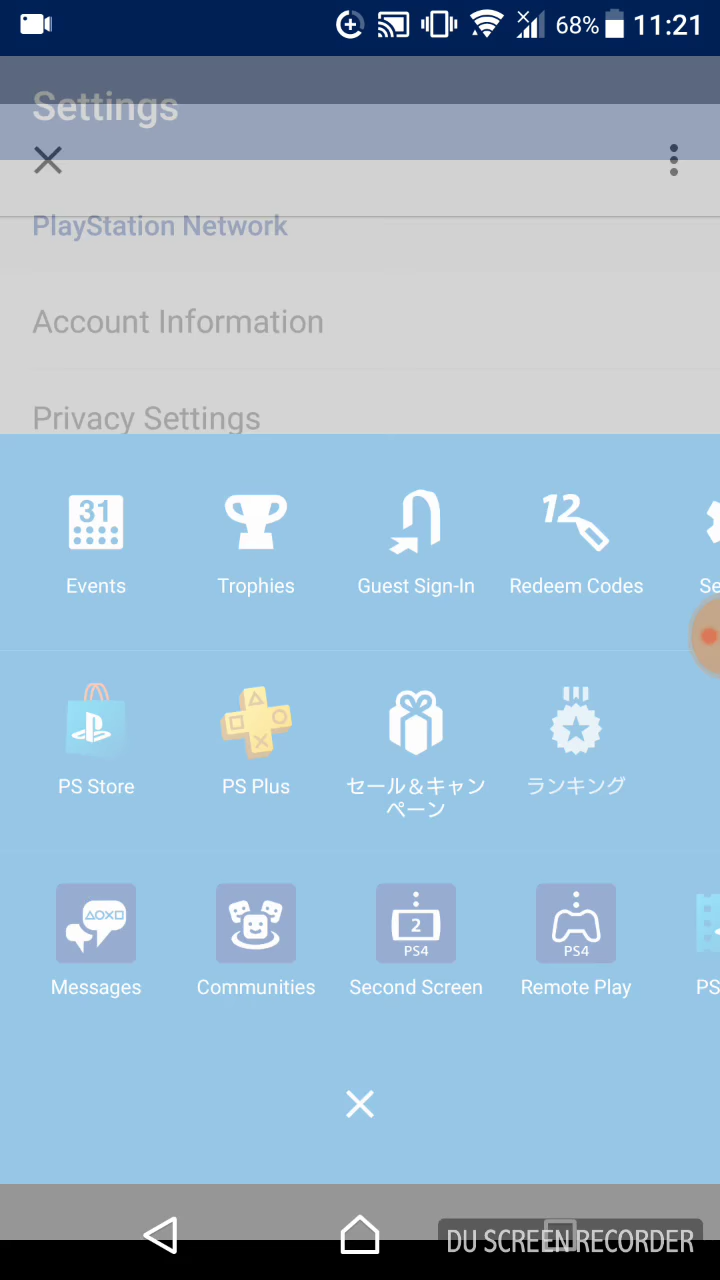 68% 11:21
Settings
PlayStation Network
Account Information
Privacy Settings
31
12
Events Trophies Guest Sign-In Redeem Codes Se
PS Store PS Plus セール＆キャンペーン ランキング
2
PS4 PS4
Messages Communities Second Screen Remote Play PS
DU SCREEN RECORDER